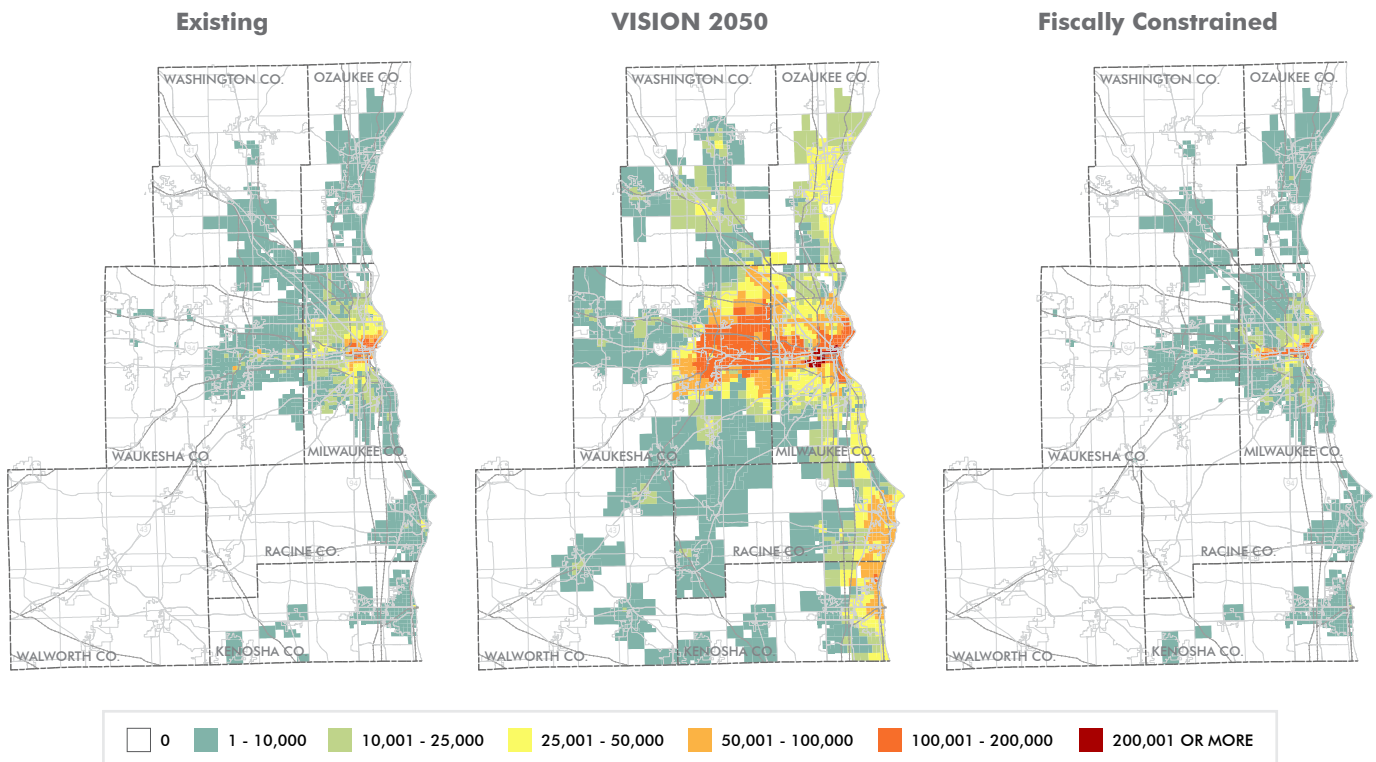 Existing
VISION 2050
Fiscally Constrained
WASHINGTON CO.
OZAUKEE CO.
WAUKESHA CO.
MILWAUKEE CO.
RACINE CO.
WALWORTH CO.
KENOSHA CO.
WASHINGTON CO.
OZAUKEE CO.
WAUKESHA CO.
MILWAUKEE CO.
RACINE CO.
WALWORTH CO.
KENOSHA CO.
WASHINGTON CO.
OZAUKEE CO.
WAUKESHA CO.
MILWAUKEE CO.
RACINE CO.
WALWORTH CO.
KENOSHA CO.
0
1 - 10,000
10,001 - 25,000
25,001 - 50,000
50,001 - 100,000
100,001 - 200,000
200,001 OR MORE